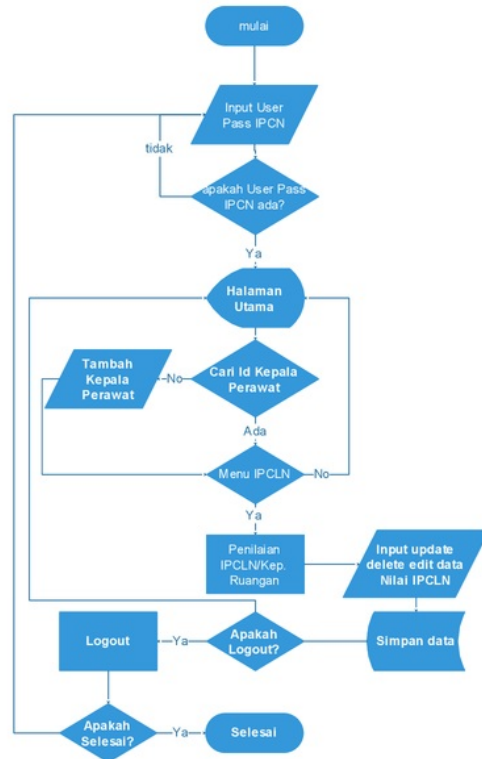 mulai
Input User
Pass IPCN
tidak
apakah User Pass
IPCN ada?
Ya
Halaman
Utama
Tambah
Kepala
Perawat
No
Cari Id Kepala
Perawat
Ada
Menu IPCLN
No
Ya
Penilaian
IPCLN/Kep.
Ruangan
Input update
delete edit data
Nilai IPCLN
Logout
Ya
Apakah
Logout?
Simpan data
Apakah
Selesai?
Ya
Selesai